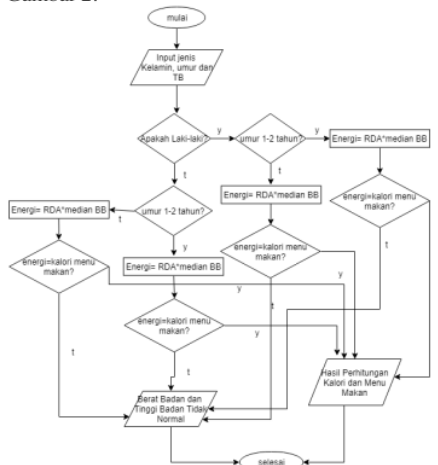 Gambar 2.
mulai
Input jenis
Kelamin, umur dan
TB
Apakah Laki-laki?
y
umur 1-2 tahun?
y
Energi= RDA*median BB
t
t
Energi= RDA*median BB
energi=kalori menu
makan?
Energi= RDA*median BB
t
umur 1-2 tahun?
y
energi=kalori menu
makan?
t
energi=kalori menu
makan?
Energi= RDA*median BB
y
y
y
energi=kalori menu
makan?
t
y
t
t
Berat Badan dan
Tinggi Badan Tidak
Normal
Hasil Perhitungan
Kalori dan Menu
Makan
selesai